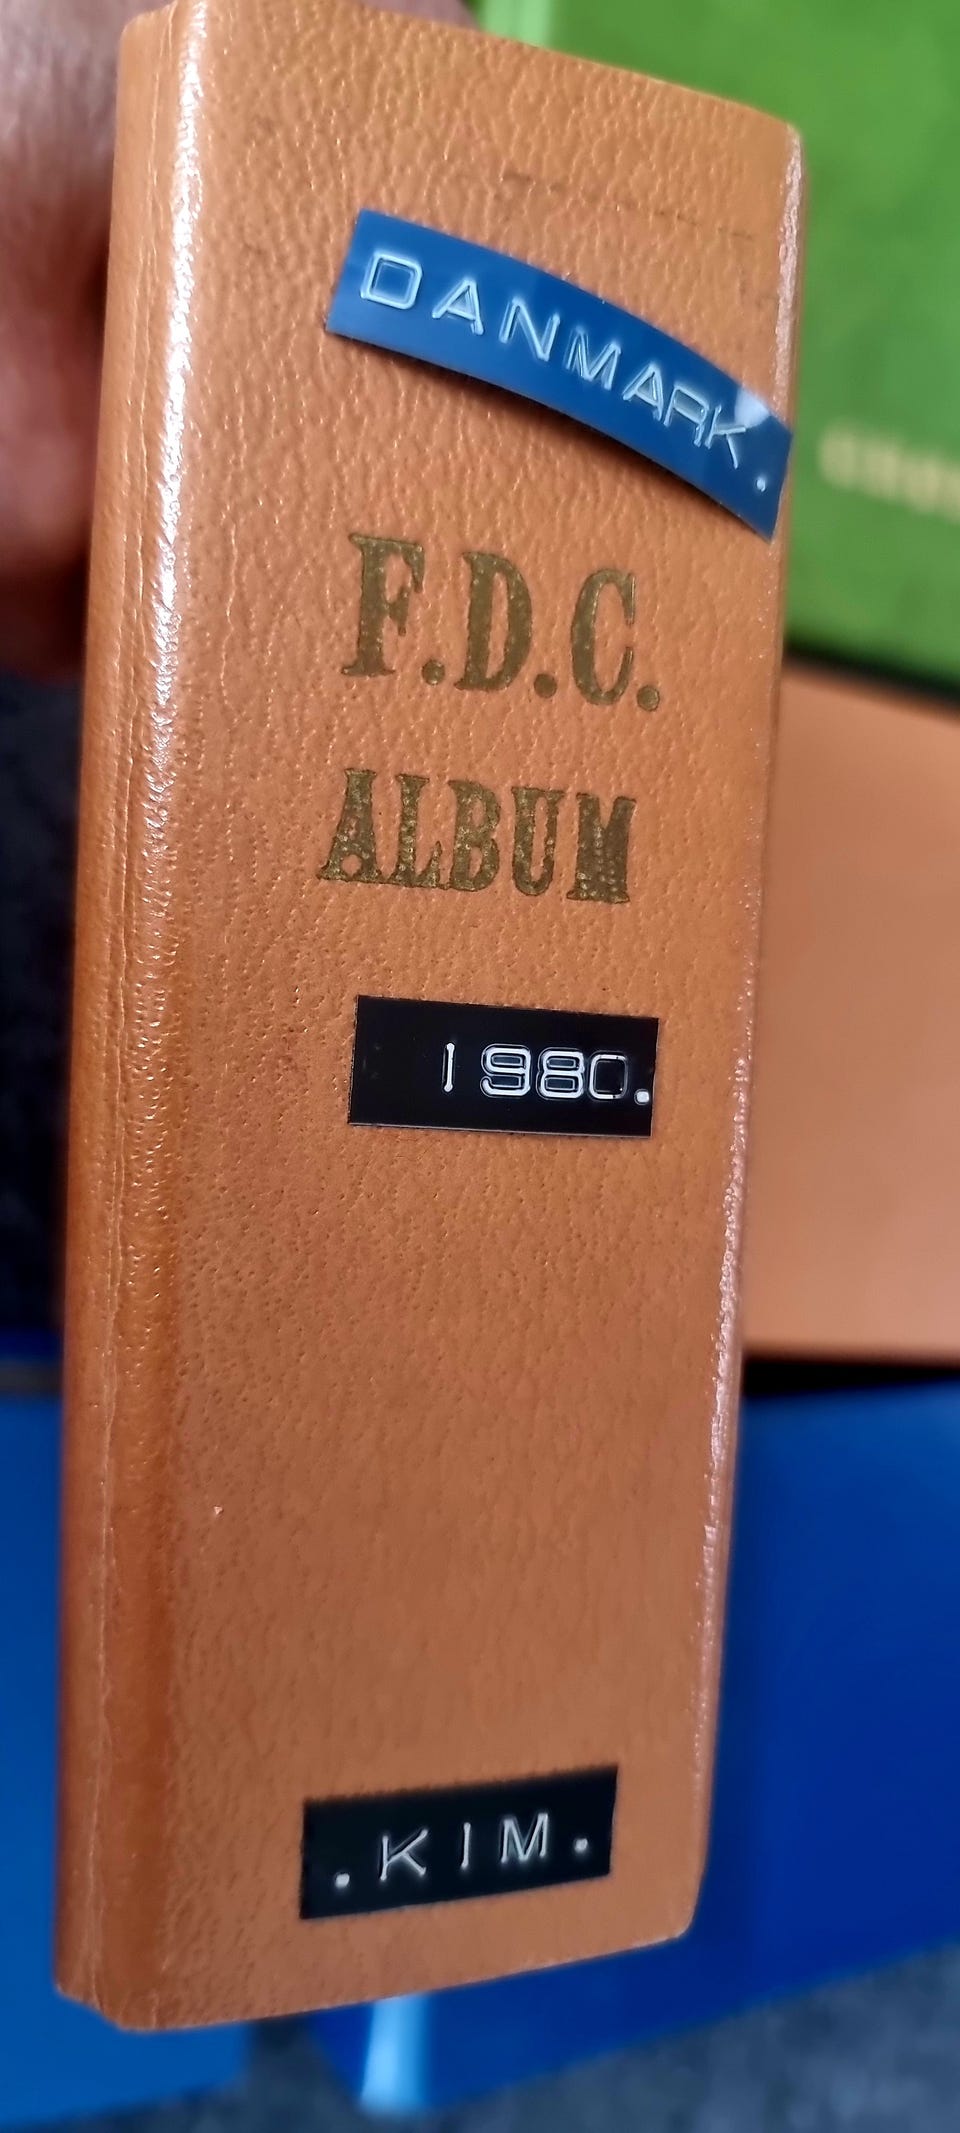 DANMARK.
F.D.C.
ALBUM
1980.
.KIM.